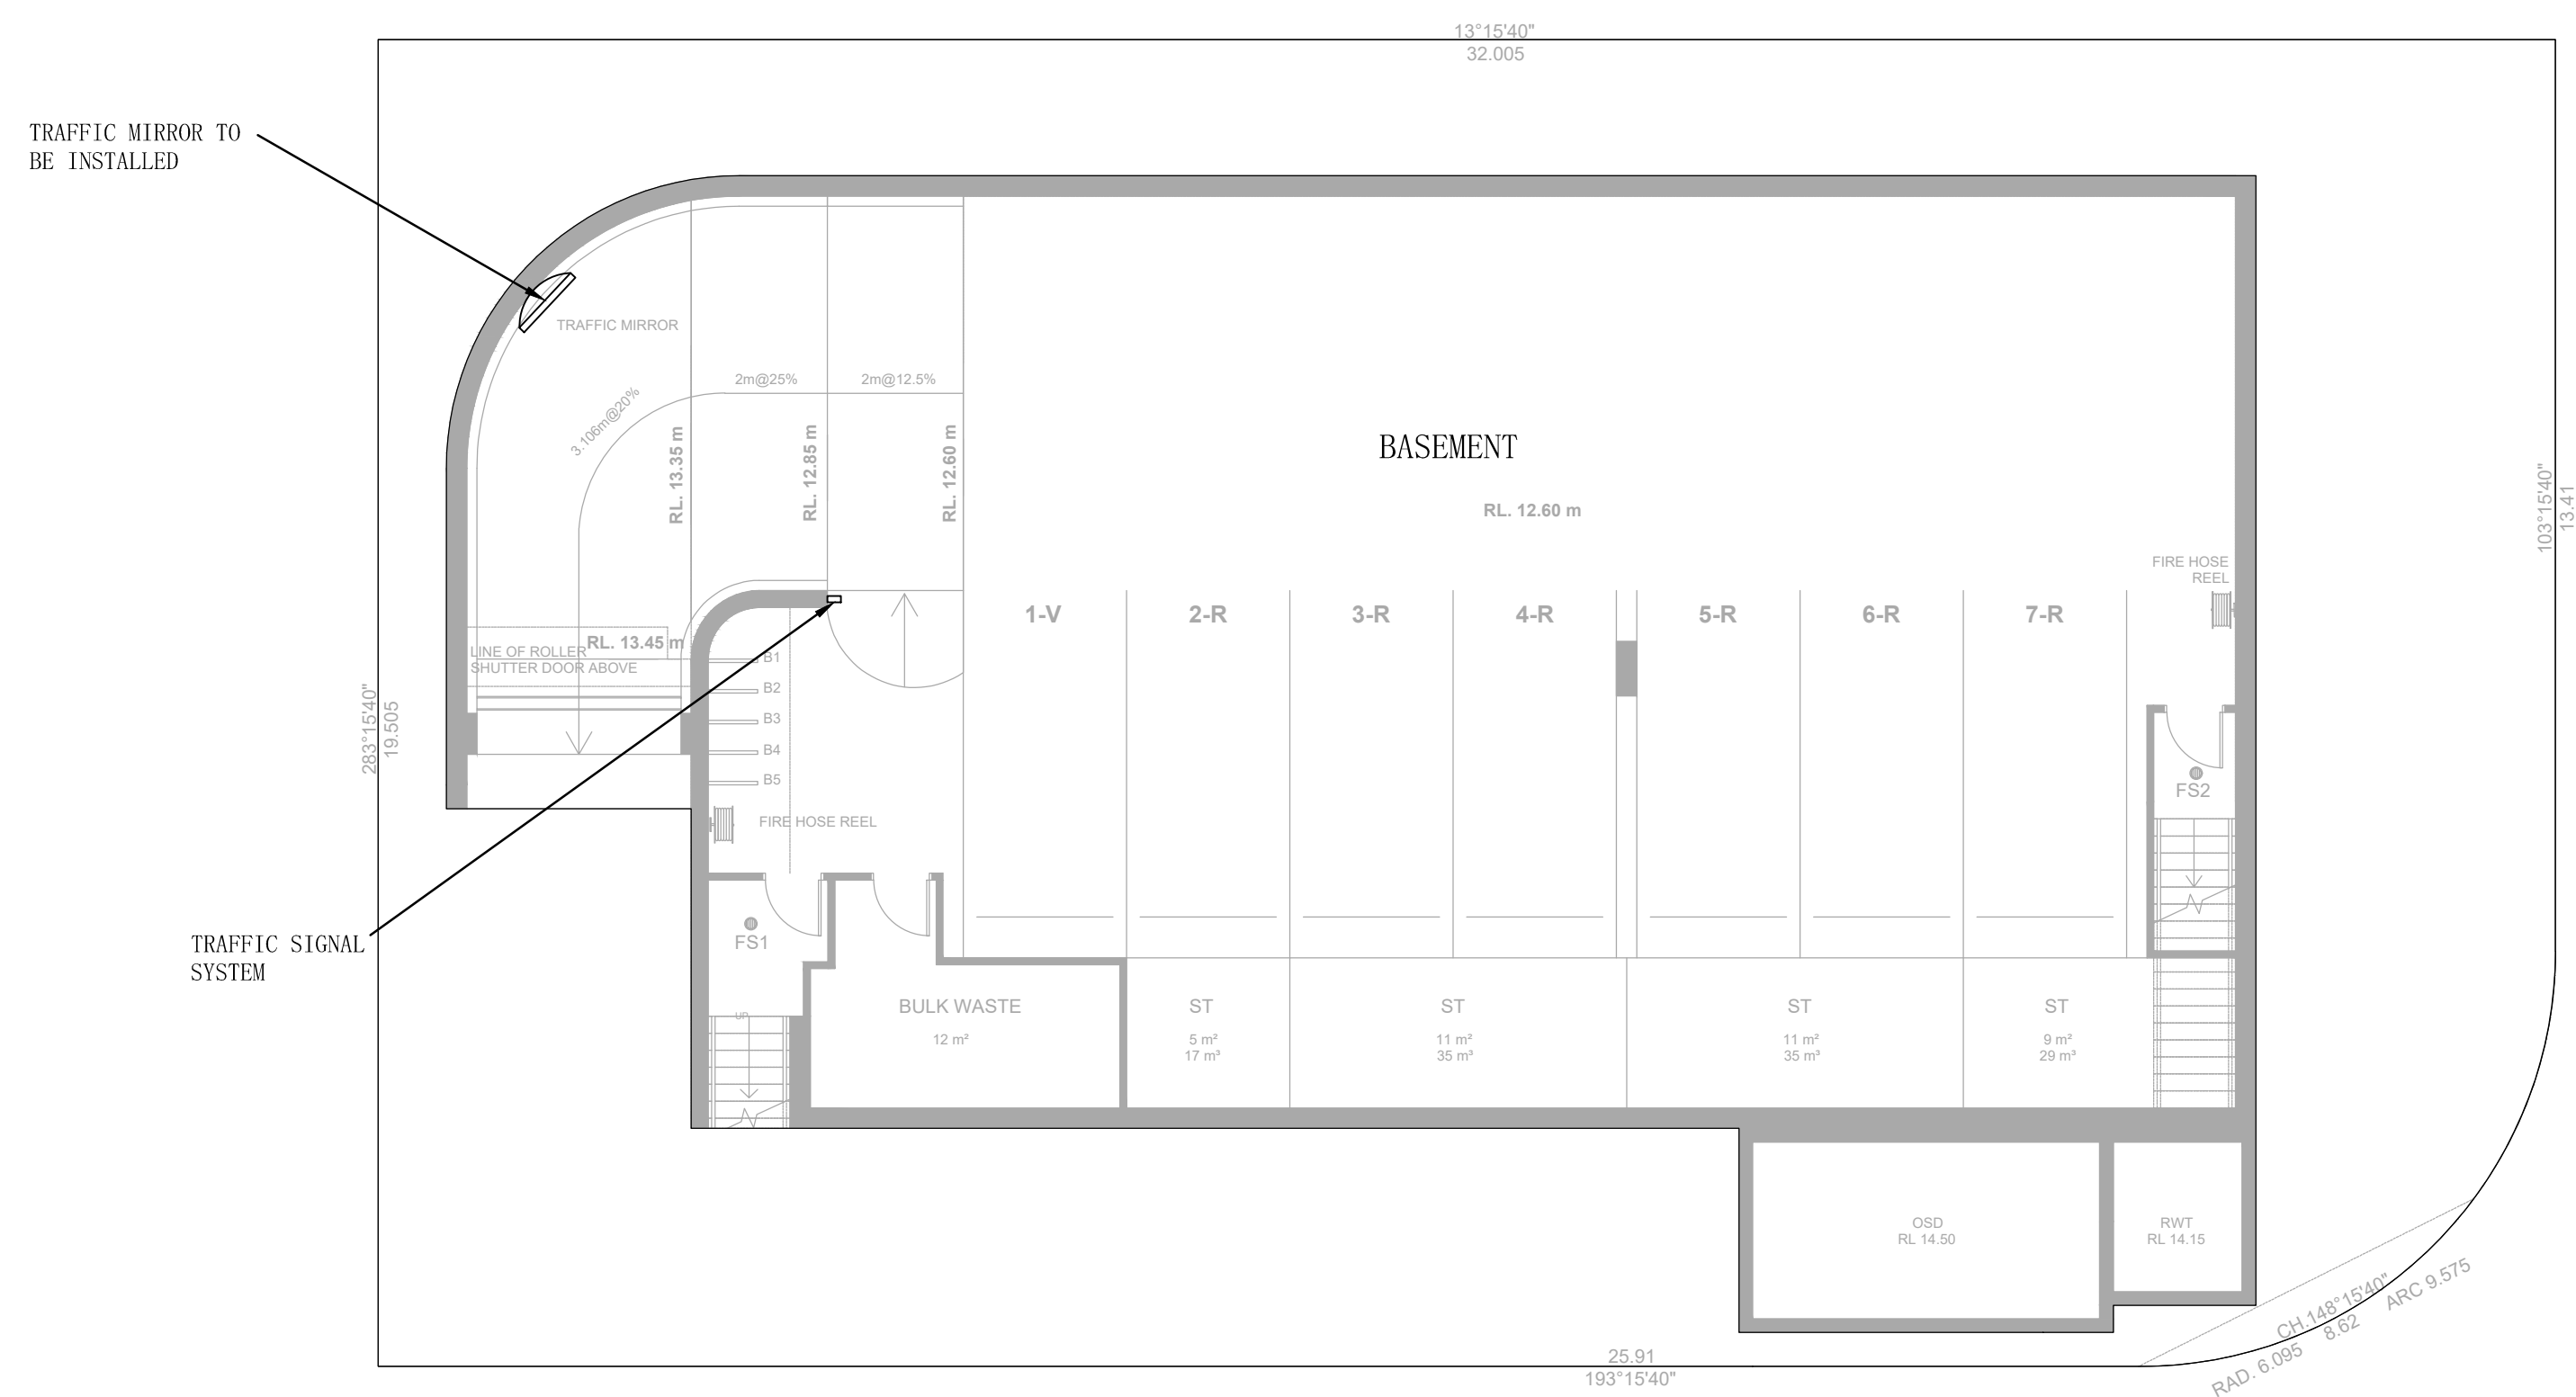 13°15'40"
32.005
TRAFFIC MIRROR TO
BE INSTALLED
TRAFFIC MIRROR
2m@25%
2m@12.5%
3.106m@20%
RL. 13.35 m
RL. 12.85 m
RL. 12.60 m
BASEMENT
RL. 12.60 m
103°15'40"
13.41
FIRE HOSE
REEL
1-V
2-R
3-R
4-R
5-R
6-R
7-R
RL. 13.45 m
LINE OF ROLLER
SHUTTER DOOR ABOVE
B1
B2
B3
B4
B5
283°15'40"
19.505
FIRE HOSE REEL
FS2
TRAFFIC SIGNAL
SYSTEM
FS1
UP
BULK WASTE
12 m²
ST
5 m²
17 m³
ST
11 m²
35 m³
ST
11 m²
35 m³
ST
9 m²
29 m³
OSD
RL 14.50
RWT
RL 14.15
CH.148°15'40"
8.62
ARC 9.575
RAD. 6.095
25.91
193°15'40"